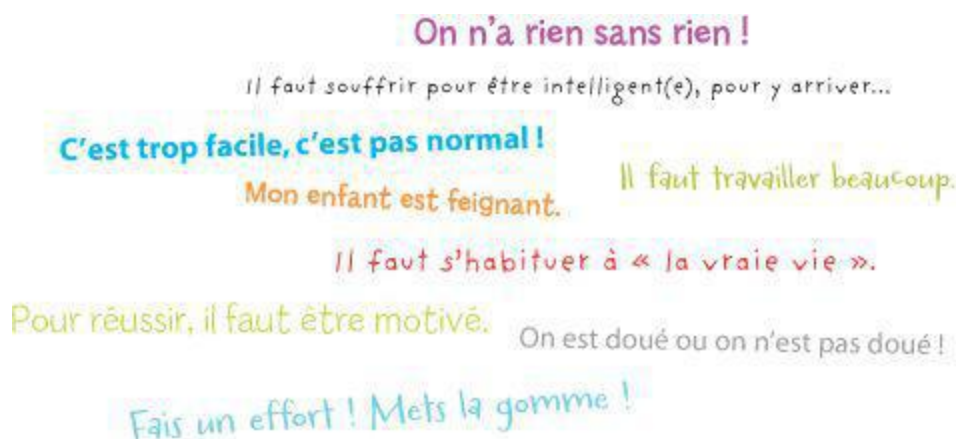 On n'a rien sans rien !
Il faut souffrir pour être intelligent(e), pour y arriver...
C'est trop facile, c'est pas normal !
Il faut travailler beaucoup.
Mon enfant est feignant.
Il faut s'habituer à « la vraie vie ».
Pour réussir, il faut être motivé.
On est doué ou on n'est pas doué !
Fais un effort ! Mets la gomme !